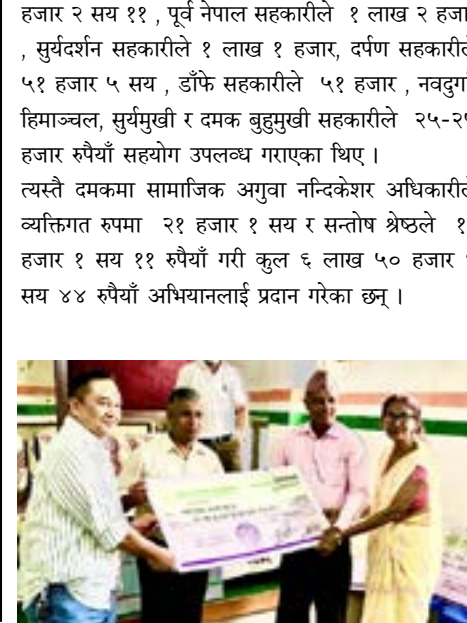 हजार २ सय ११ , पूर्व नेपाल सहकारीले १ लाख २ हजा
, सुर्यदर्शन सहकारीले १ लाख १ हजार, दर्पण सहकारीले
५१ हजार ५ सय , डाँफे सहकारीले ५१ हजार , नवदुर्गा
हिमाञ्चल, सुर्यमुखी र दमक बुहुमुखी सहकारीले २५-२५
हजार रुपैयाँ सहयोग उपलव्ध गराएका थिए ।
त्यस्तै दमकमा सामाजिक अगुवा नन्दिकेशर अधिकारीले
व्यक्तिगत रुपमा २१ हजार १ सय र सन्तोष श्रेष्ठले १
हजार १ सय ११ रुपैयाँ गरी कुल ६ लाख ५० हजार
सय ४४ रुपैयाँ अभियानलाई प्रदान गरेका छन् ।